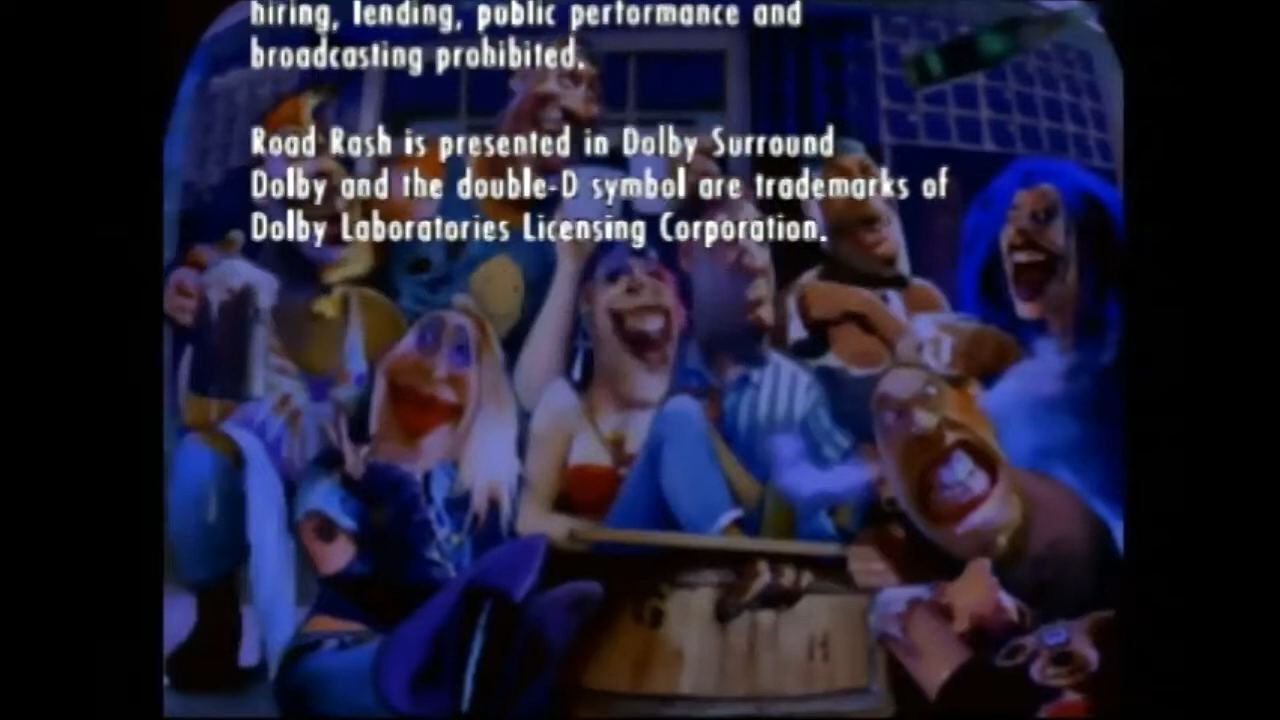 hiring, lending, public performance and
broadcasting prohibited.
Road Rash is presented in Dolby Surround
Dolby and the double-D symbol are trademarks of
Dolby Laboratories Licensing Corporation.